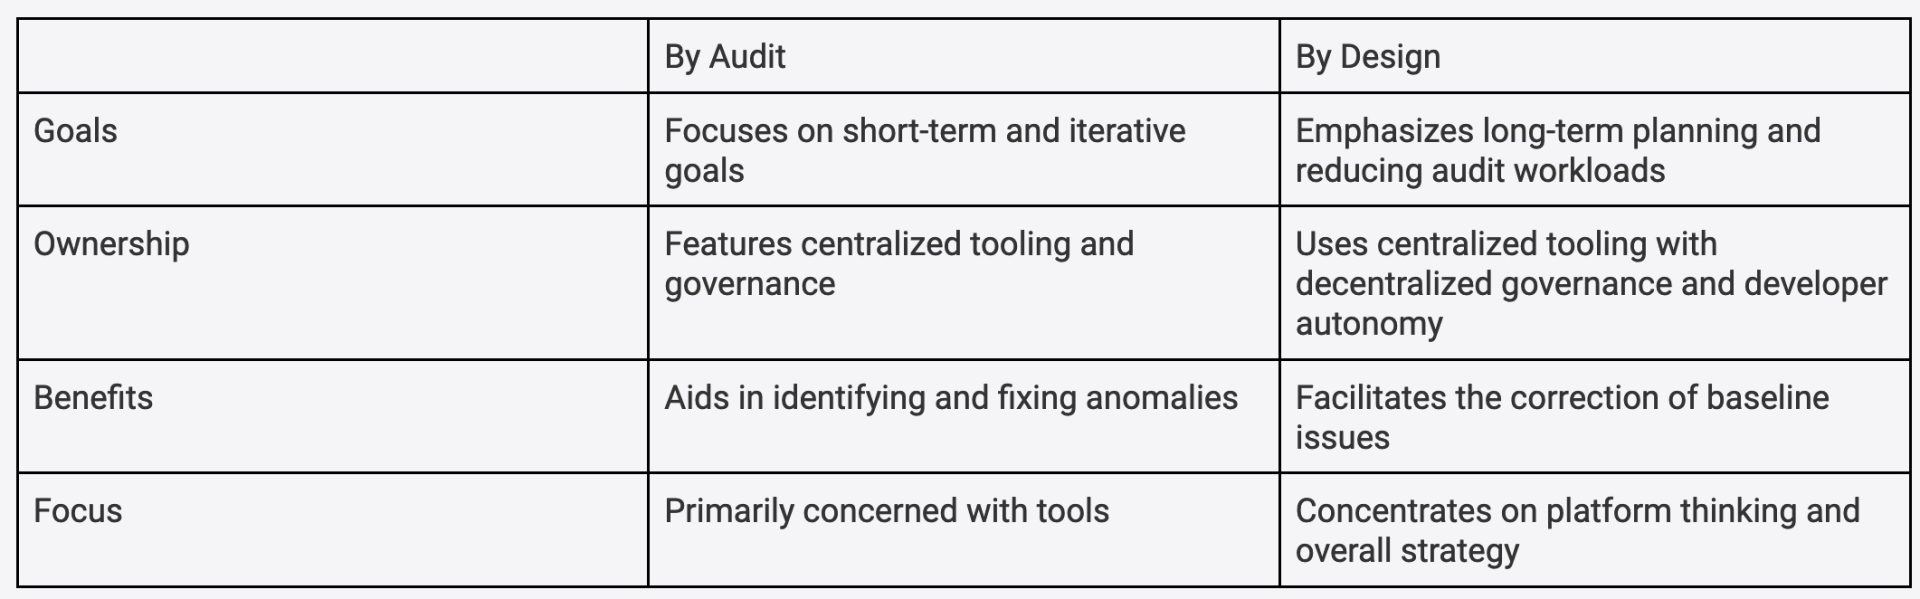 By Audit
By Design
Goals
Focuses on short-term and iterative
goals
Emphasizes long-term planning and
reducing audit workloads
Ownership
Features centralized tooling and
governance
Uses centralized tooling with
decentralized governance and developer
autonomy
Benefits
Aids in identifying and fixing anomalies
Facilitates the correction of baseline
issues
Focus
Primarily concerned with tools
Concentrates on platform thinking and
overall strategy